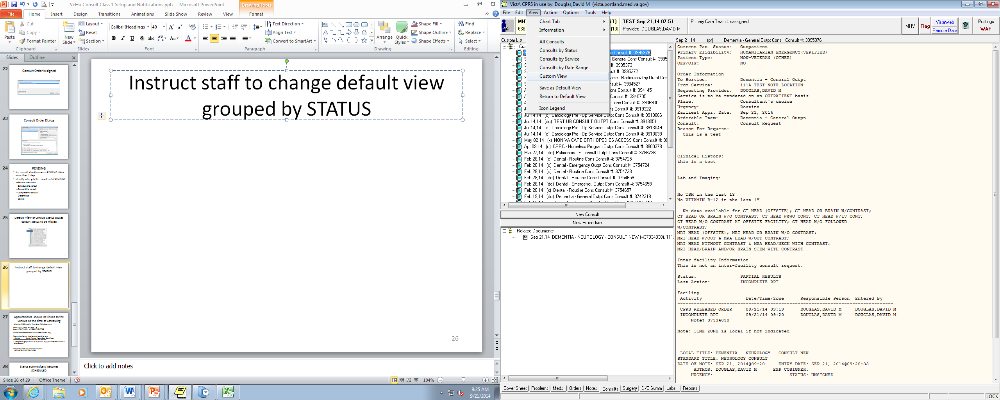 VeHu Consult Class 1 Setup and Notifications.pptx - Microsoft PowerPoint
Drawing Tools
File Home Insert Design Transitions Animations Slide Show Review View Format
Paste
Cut
Copy
Format Painter
Clipboard
New Slide
Layout
Reset
Section
Slides
Calibri (Headings) 40
B I U S abc AV Aa A
Font
Text Direction
Align Text
Convert to SmartArt
Paragraph
Arrange
Quick Styles
Shape Fill
Shape Outline
Shape Effects
Drawing
Find
Replace
Select
Editing
Slides Outline
22
Consult Order is signed
23
Consult Order Dialog
24
PENDING
• No consult should remain in PENDING status more than 7 days
• Identify who gets the consult out of PENDING
– Receive the consult
– Schedule the consult
– Forward the consult
– Complete the consult
– Discontinue
– Cancel
25
Default View of Consult Status causes
consult status to be missed
26
Instruct staff to change default view
grouped by STATUS
27
Appointments should be linked to the
Consult at the time of Scheduling
28
Status automatically becomes
SCHEDULED
Instruct staff to change default view
grouped by STATUS
26
Click to add notes
Slide 26 of 29 "Office Theme" 104%
9:25 AM
9/21/2014
VistA CPRS in use by: Douglas,David M (vista.portland.med.va.gov)
File Edit View Action Options Tools Help
TEST Sep 21,14 07:51
(13) Provider: DOUGLAS,DAVID M
Primary Care Team Unassigned
MHV
Flag
VistaWeb
Remote Data
?
Postings
WAF
Chart Tab
Information
All Consults
Consults by Status
Consults by Service
Consults by Date Range
Custom View
Save as Default View
Return to Default View
Icon Legend
Custom List
s Consult #: 3995376
- General Cons Consult #: 3995
#: 3995373
sult #: 3995372
acic - Radiculopathy Outpt Cor
nsult #: 3984527
ns Consult #: 3941451
ns Consult #: 3940705
ns Consult #: 3936930
ns Consult #: 3919322
Jul 14,14 (c) Cardiology Pre - Op Service Outpt Cons Consult #: 3913066
Jul 14,14 (dc) TEST UB CONSULT OUTPT Cons Consult #: 3913051
Jul 14,14 (c) Cardiology Pre - Op Service Outpt Cons Consult #: 3913049
Jul 14,14 (c) Cardiology Pre - Op Service Outpt Cons Consult #: 3913038
May 02,14 (x) NON VA CARE ORTHOPEDICS ACCESS Cons Consult #: 38
Apr 09,14 (c) CRRC - Homeless Program Outpt Cons Consult #: 3800378
Mar 27,14 (dc) Pulmonary - E-Consult Outpt Cons Consult #: 3786726
Feb 28,14 (c) Dental - Routine Cons Consult #: 3754725
Feb 28,14 (c) Dental - Emergency Outpt Cons Consult #: 3754724
Feb 28,14 (c) Dental - Routine Cons Consult #: 3754723
Feb 28,14 (dc) Dental - Routine Cons Consult #: 3754659
Feb 28,14 (dc) Dental - Emergency Outpt Cons Consult #: 3754658
Feb 28,14 (x) Dental - Routine Cons Consult #: 3754657
Feb 19,14 (dc) Dementia - General Outpt Cons Consult #: 3742218
New Consult
New Procedure
Related Documents
Sep 21,14 DEMENTIA - NEUROLOGY - CONSULT NEW (#37334030), 111
Sep 21,14 (pr) Dementia - General Outpt Cons Consult #: 3995376
Current Pat. Status: Outpatient
Primary Eligibility: HUMANITARIAN EMERGENCY(VERIFIED)
Patient Type: NON-VETERAN (OTHER)
OEF/OIF: NO
Order Information
To Service: Dementia - General Outpt
From Service: 111A TEST NOTE LOCATION
Requesting Provider: DOUGLAS,DAVID M
Service is to be rendered on an OUTPATIENT basis
Place: Consultant's choice
Urgency: Routine
Earliest Appr. Date: Sep 21, 2014
Orderable Item: Dementia - General Outpt
Consult: Consult Request
Reason For Request:
this is a test
Clinical History:
this is a test
Lab and Imaging:
No TSH in the last 1Y
No VITAMIN B-12 in the last 1Y
No data available for CT HEAD (OFFSITE); CT HEAD OR BRAIN W/CONTRAST;
CT HEAD OR BRAIN W/O CONTRAST; CT HEAD W&WO CONT; CT HEAD W/IV CONT;
CT HEAD W/O CONTRAST AT OFFSITE FACILITY; CT HEAD W/O FOLLOWED
W/CONTRAST;
MRI HEAD (OFFSITE); MRI HEAD OR BRAIN W/O CONTRAST;
MRI HEAD W/OUT & MRA HEAD W/OUT CONTRAST;
MRI HEAD WITHOUT CONTRAST & MRA HEAD/NECK WITH CONTRAST;
MRI HEAD/BRAIN AND/OR BRAIN STEM WITH CONTRAST
Inter-facility Information
This is not an inter-facility consult request.
Status: PARTIAL RESULTS
Last Action: INCOMPLETE RPT
Facility
Activity Date/Time/Zone Responsible Person Entered By
CPRS RELEASED ORDER 09/21/14 09:19 DOUGLAS,DAVID M DOUGLAS,DAVID M
INCOMPLETE RPT 09/21/14 09:20 DOUGLAS,DAVID M DOUGLAS,DAVID M
Note# 37334030
Note: TIME ZONE is local if not indicated
LOCAL TITLE: DEMENTIA - NEUROLOGY - CONSULT NEW
STANDARD TITLE: NEUROLOGY CONSULT
DATE OF NOTE: SEP 21, 2014@09:20 ENTRY DATE: SEP 21, 2014@09:20:33
AUTHOR: DOUGLAS,DAVID M EXP COSIGNER:
URGENCY: STATUS: UNSIGNED
Cover Sheet Problems Meds Orders Notes Consults Surgery D/C Summ Labs Reports
LOCK